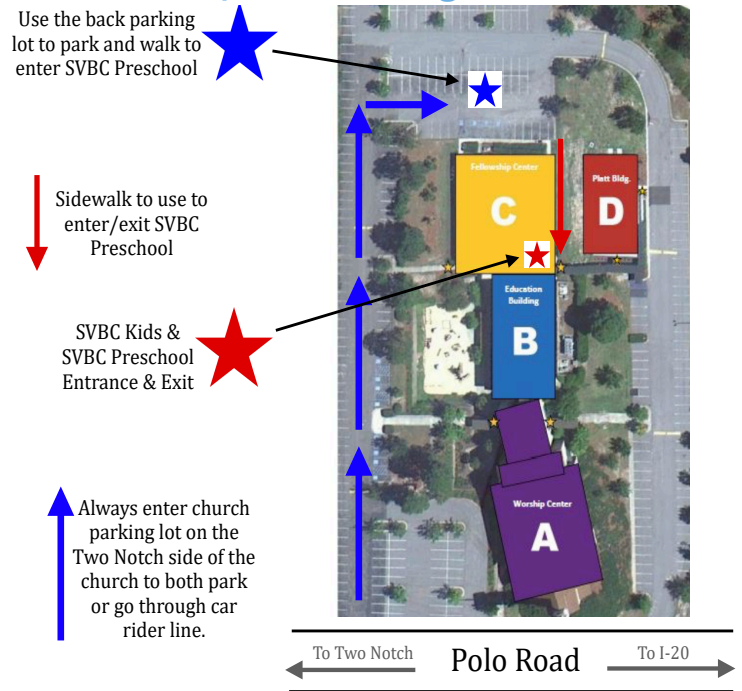 Use the back parking
lot to park and walk to
enter SVBC Preschool
Sidewalk to use to
enter/exit SVBC
Preschool
SVBC Kids &
SVBC Preschool
Entrance & Exit
Always enter church
parking lot on the
Two Notch side of the
church to both park
or go through car
rider line.
Fellowship Center
C
Platt Bldg.
D
Education
Building
B
Worship Center
A
To Two Notch
Polo Road
To I-20